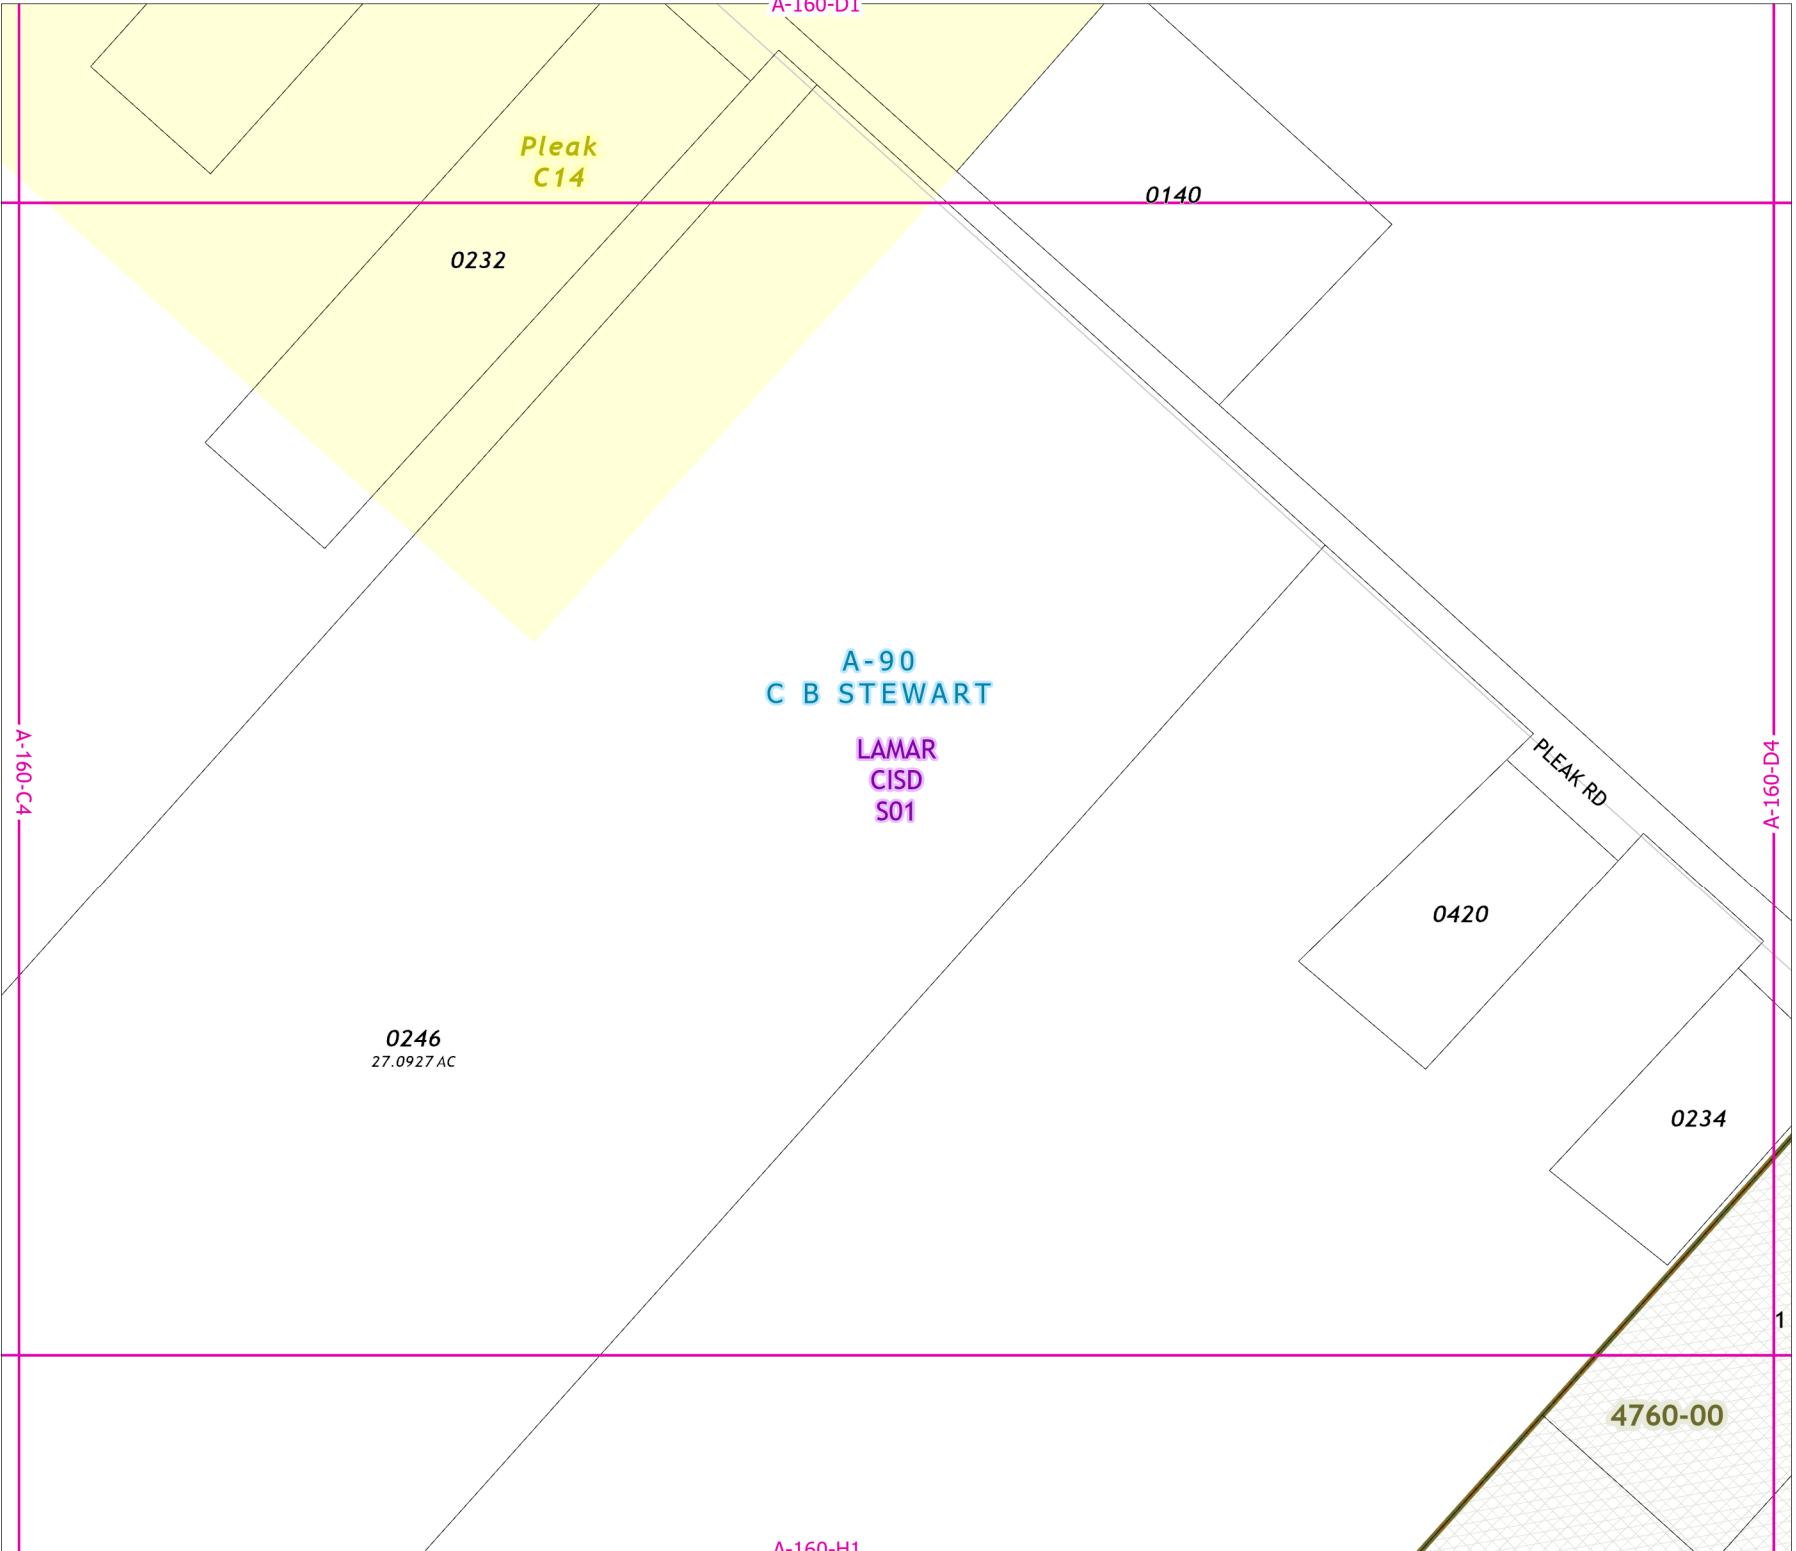 A-160-D1
Pleak
C14
0140
0232
A-90
C B STEWART
LAMAR
CISD
S01
A-160-C4
PLEAK RD
A-160-D4
0420
0246
27.0927 AC
0234
1
4760-00
A-160-H1